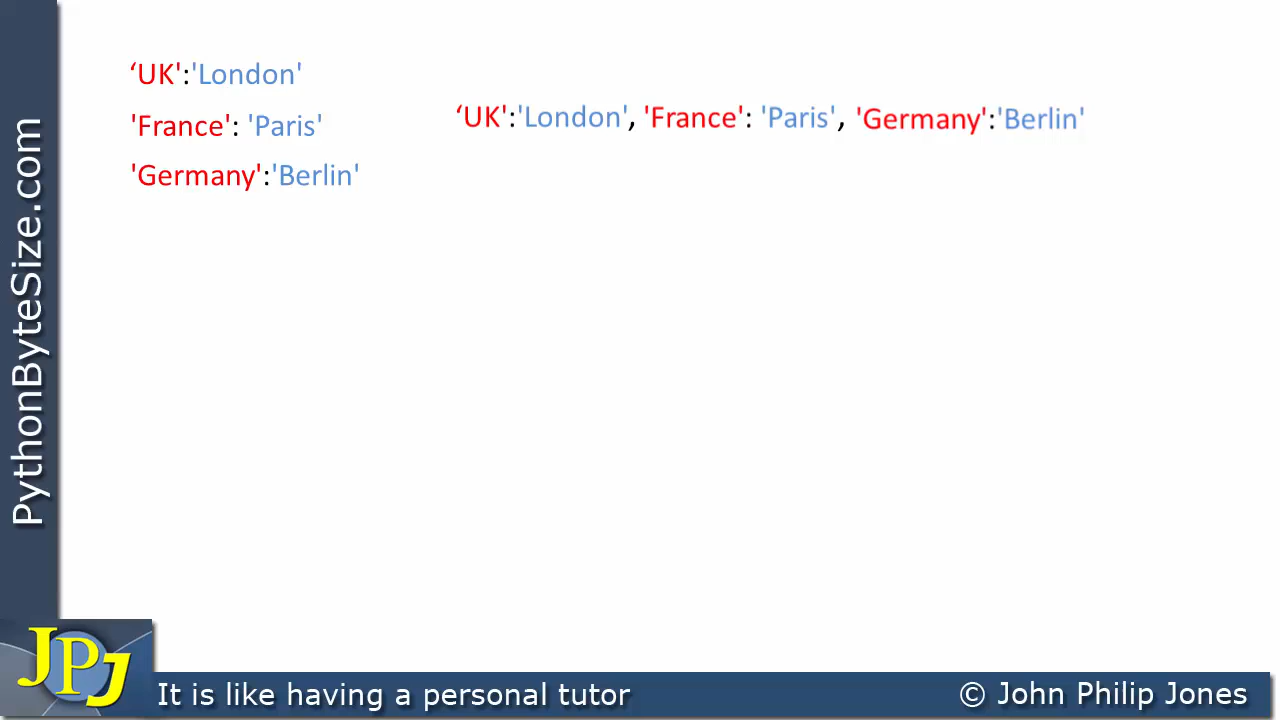 ‘UK':'London'
'France': 'Paris'
'Germany':'Berlin'
‘UK':'London', 'France': 'Paris', 'Germany':'Berlin'
PythonByteSize.com
JPJ
It is like having a personal tutor
© John Philip Jones